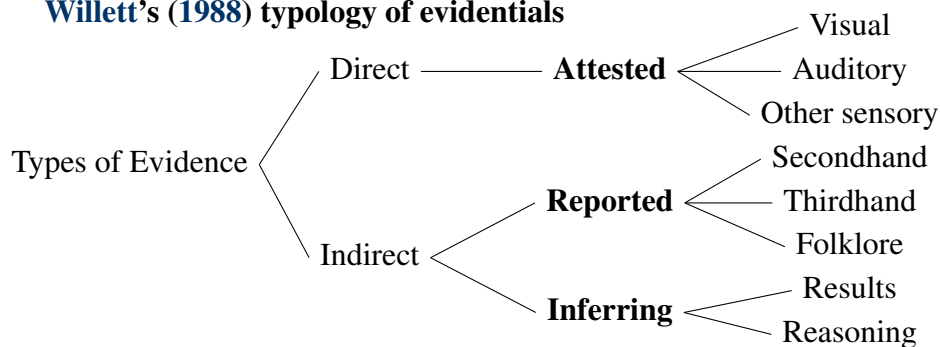 Willett's (1988) typology of evidentials
Visual
Direct Attested Auditory
Other sensory
Types of Evidence
Secondhand
Reported Thirdhand
Indirect Folklore
Results
Inferring
Reasoning